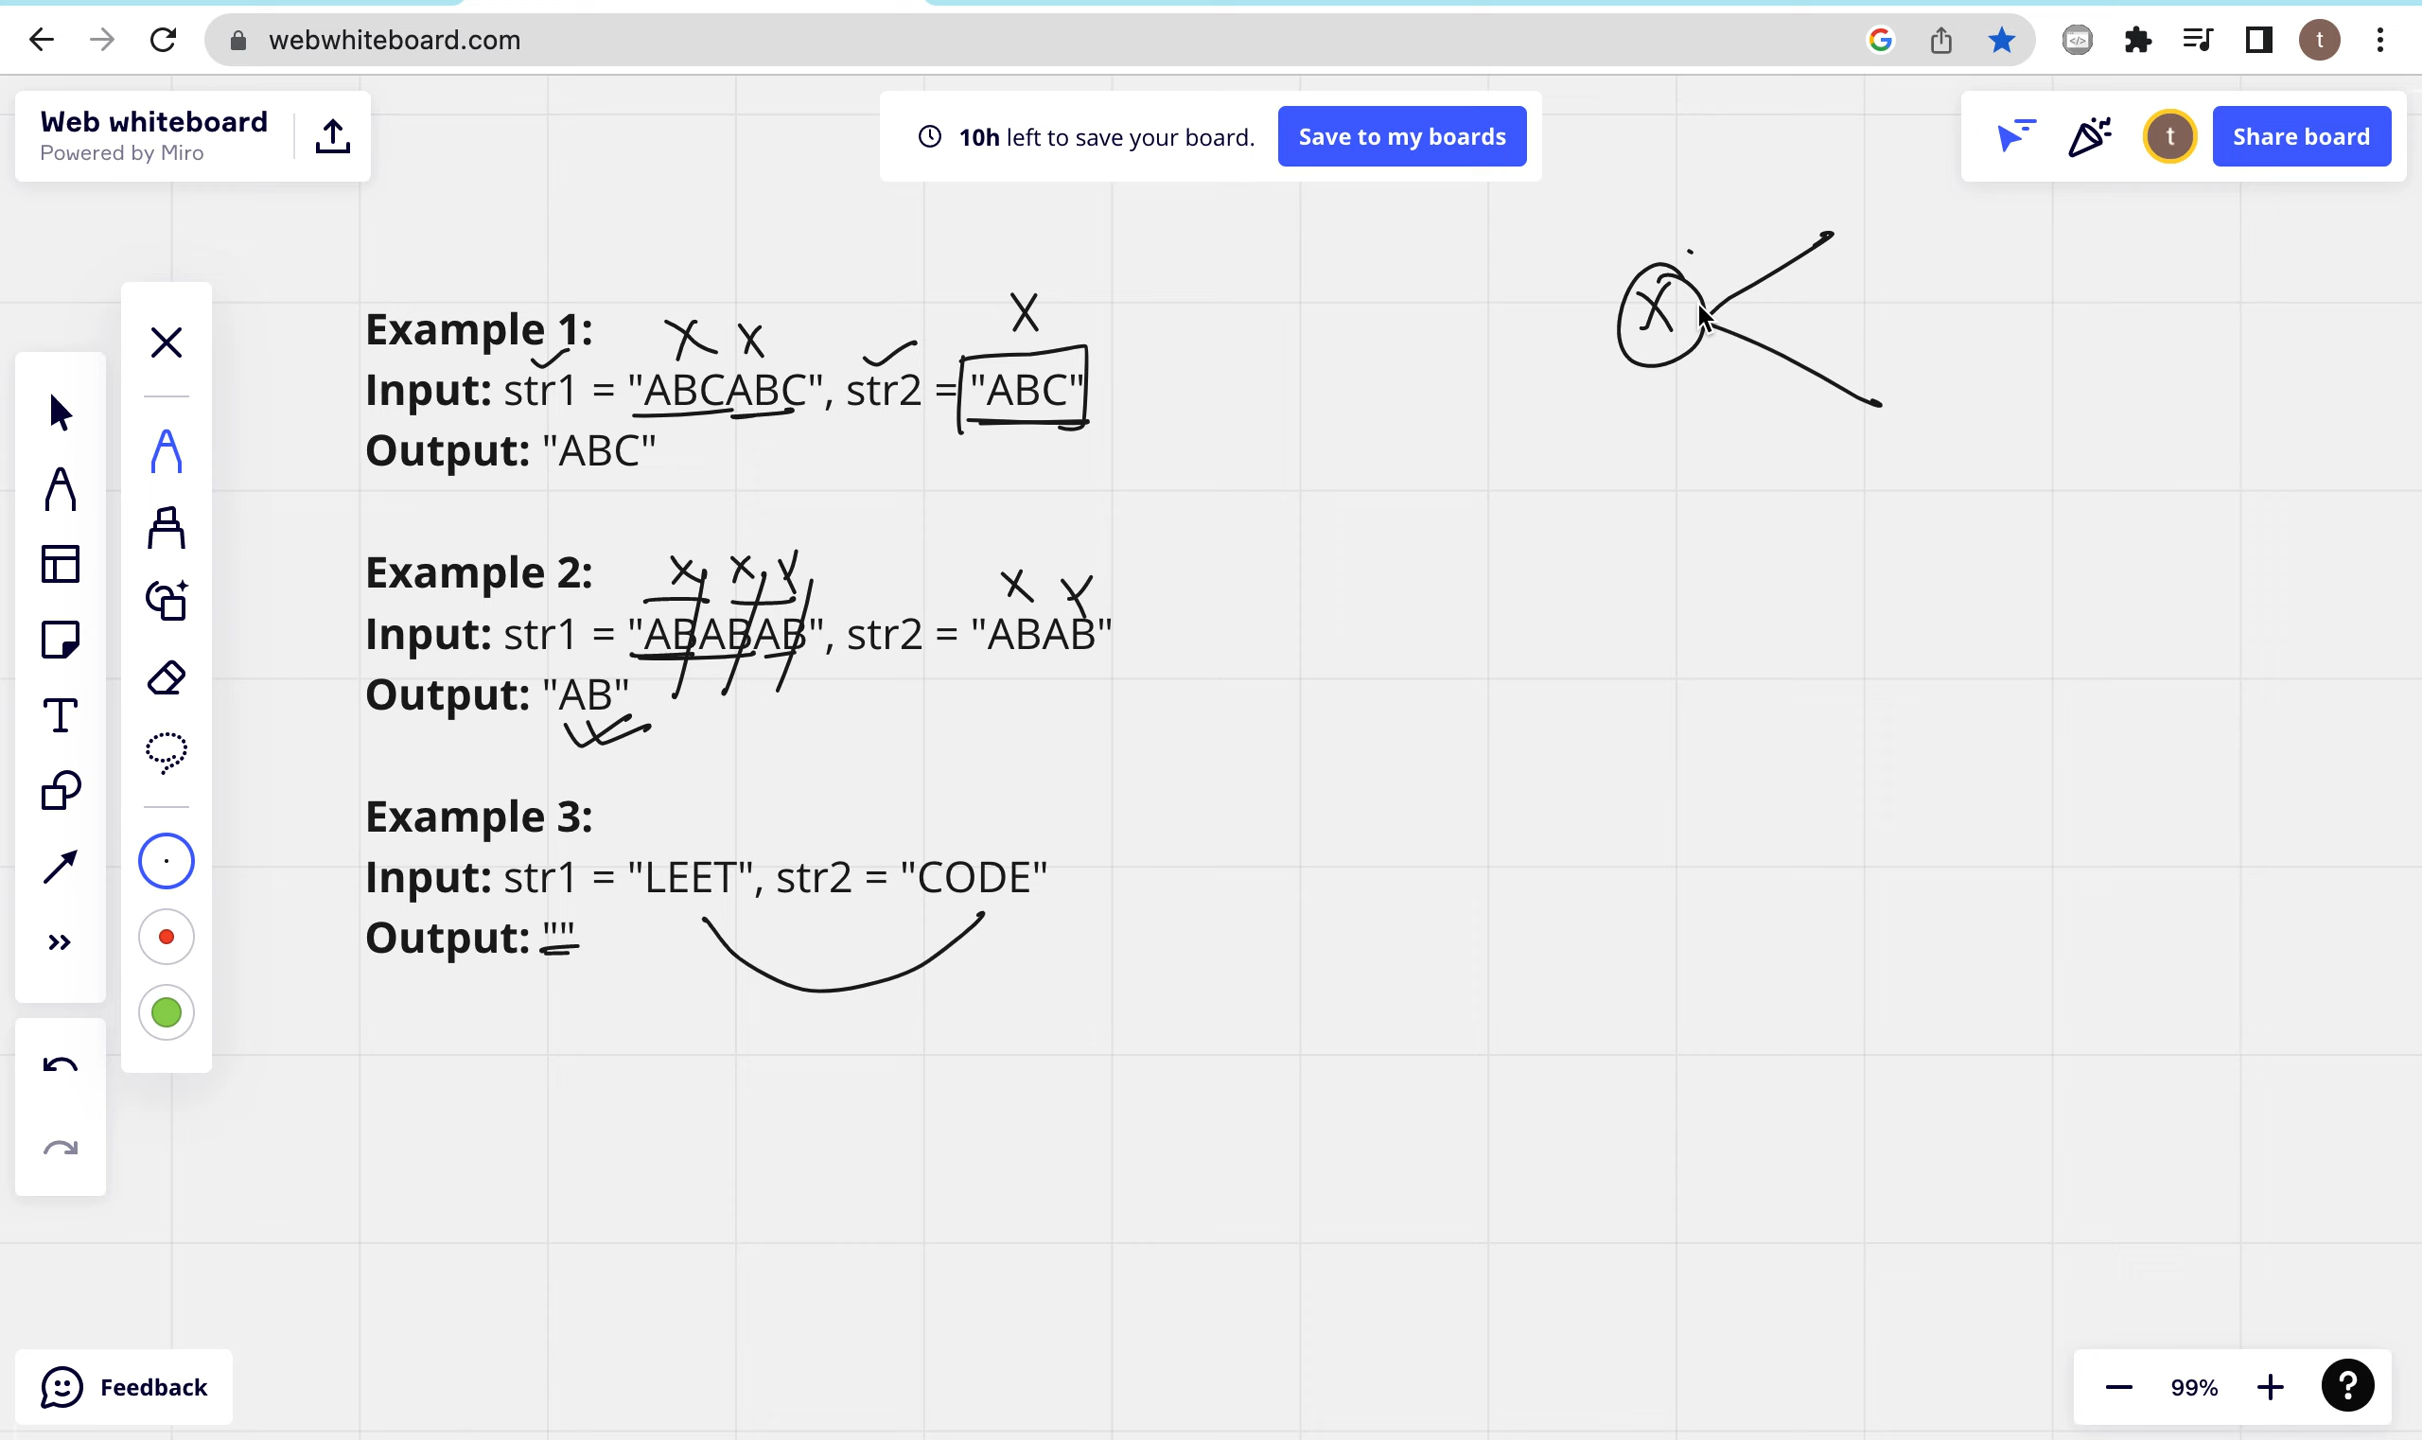 webwhiteboard.com
t
Web whiteboard
Powered by Miro
10h left to save your board.
Save to my boards
t
Share board
X
X X
X
Example 1:
Input: str1 = "ABCABC", str2 = "ABC"
Output: "ABC"
X X Y
X Y
Example 2:
Input: str1 = "ABABAB", str2 = "ABAB"
Output: "AB"
Example 3:
Input: str1 = "LEET", str2 = "CODE"
Output: ""
Feedback
99%
?